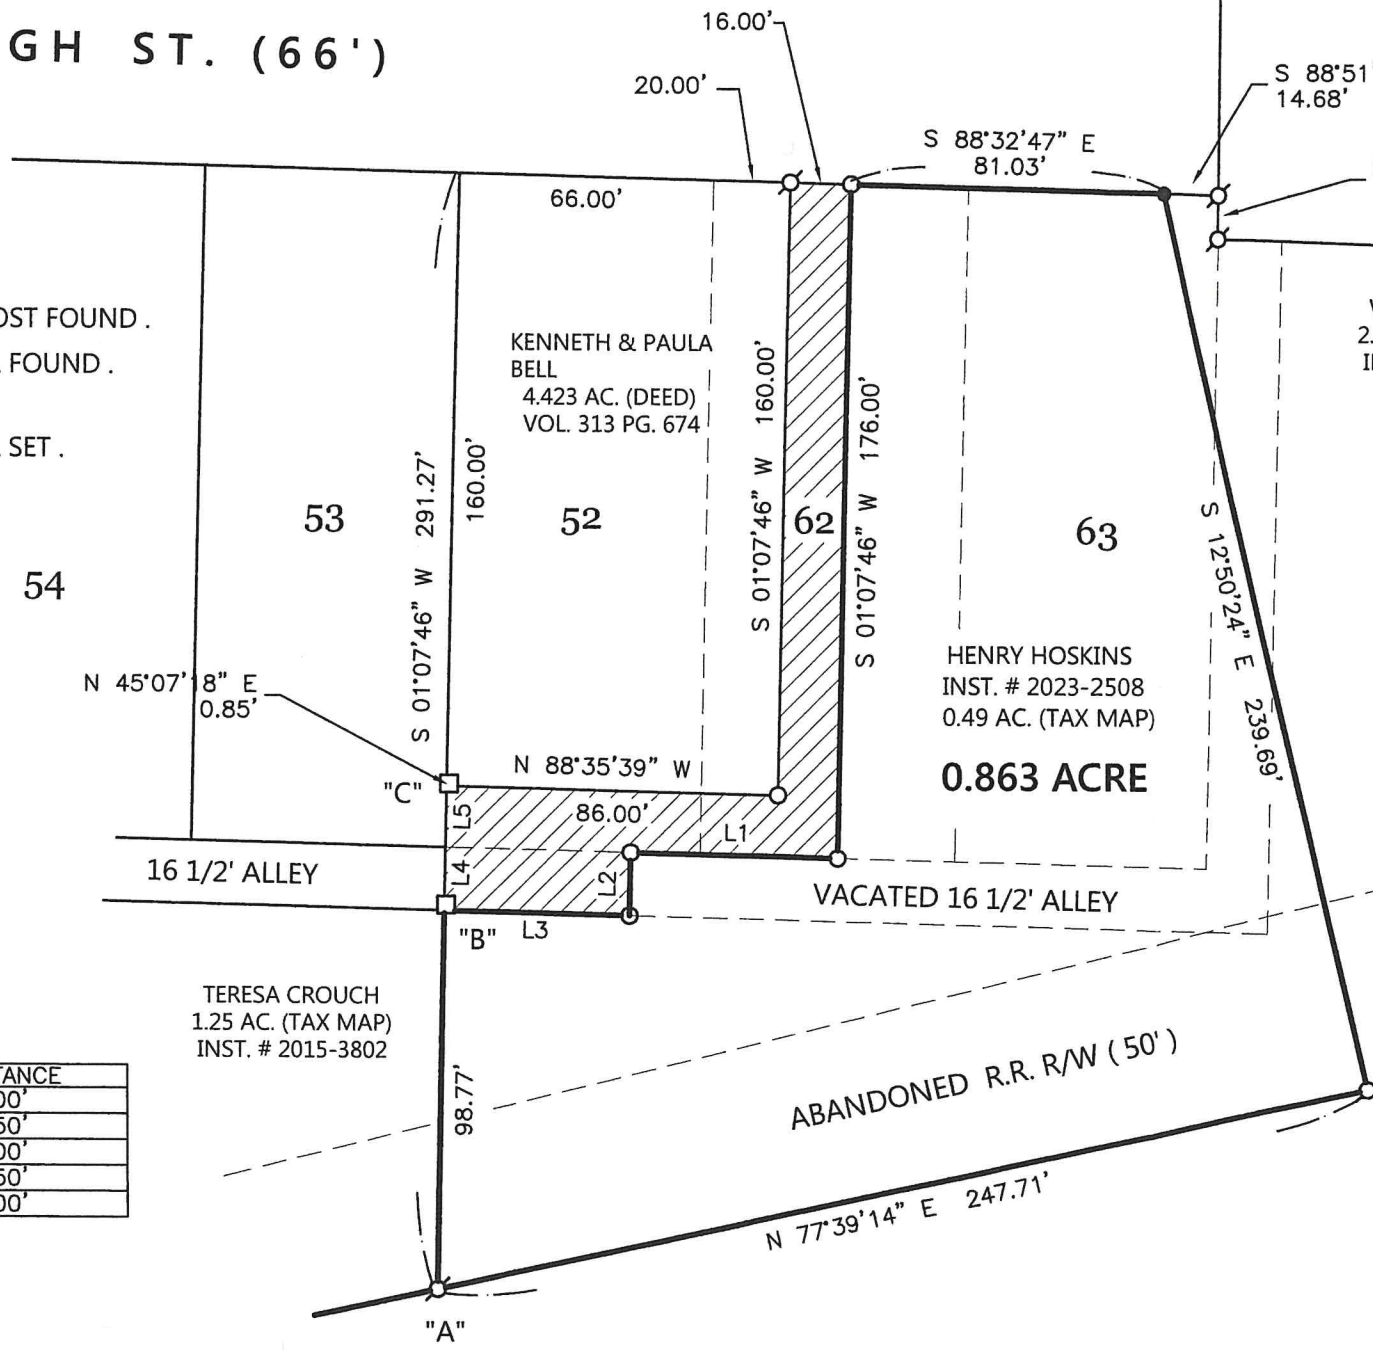 GH ST. (66')
16.00'
20.00'
S 88°51
14.68'
S 88°32'47" E
81.03'
66.00'
OST FOUND .
FOUND .
SET .
KENNETH & PAULA
BELL
4.423 AC. (DEED)
VOL. 313 PG. 674
2.
S 01°07'46" W 291.27'
160.00'
S 01°07'46" W 160.00'
S 01°07'46" W 176.00'
53
52
62
63
54
S 12°50'24" E 239.69'
HENRY HOSKINS
INST. # 2023-2508
0.49 AC. (TAX MAP)
0.863 ACRE
N 45°07'18" E
0.85'
N 88°35'39" W
86.00'
"C"
L5
L1
L4
L2
16 1/2' ALLEY
VACATED 16 1/2' ALLEY
"B"
L3
TERESA CROUCH
1.25 AC. (TAX MAP)
INST. # 2015-3802
98.77'
ABANDONED R.R. R/W ( 50' )
TANCE
00'
50'
00'
50'
00'
N 77°39'14" E 247.71'
"A"